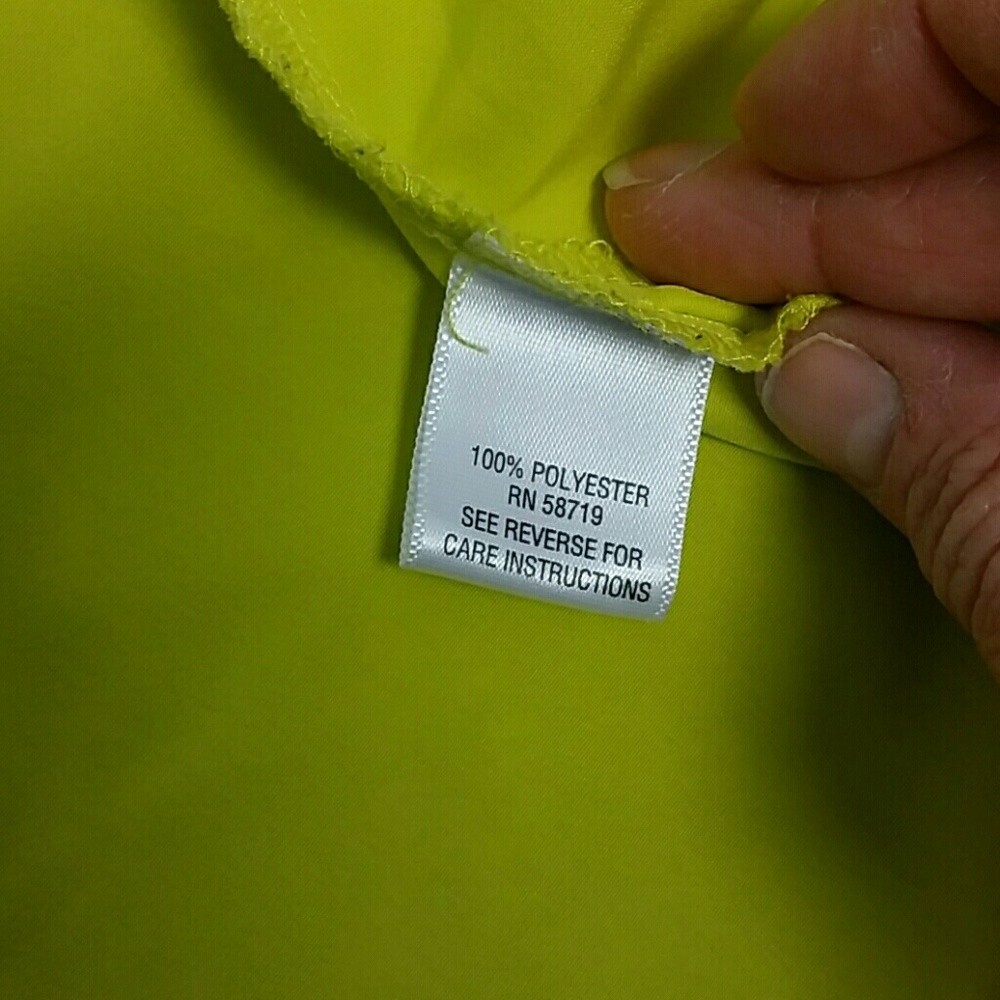 100% POLYESTER
RN 58719
SEE REVERSE FOR
CARE INSTRUCTIONS